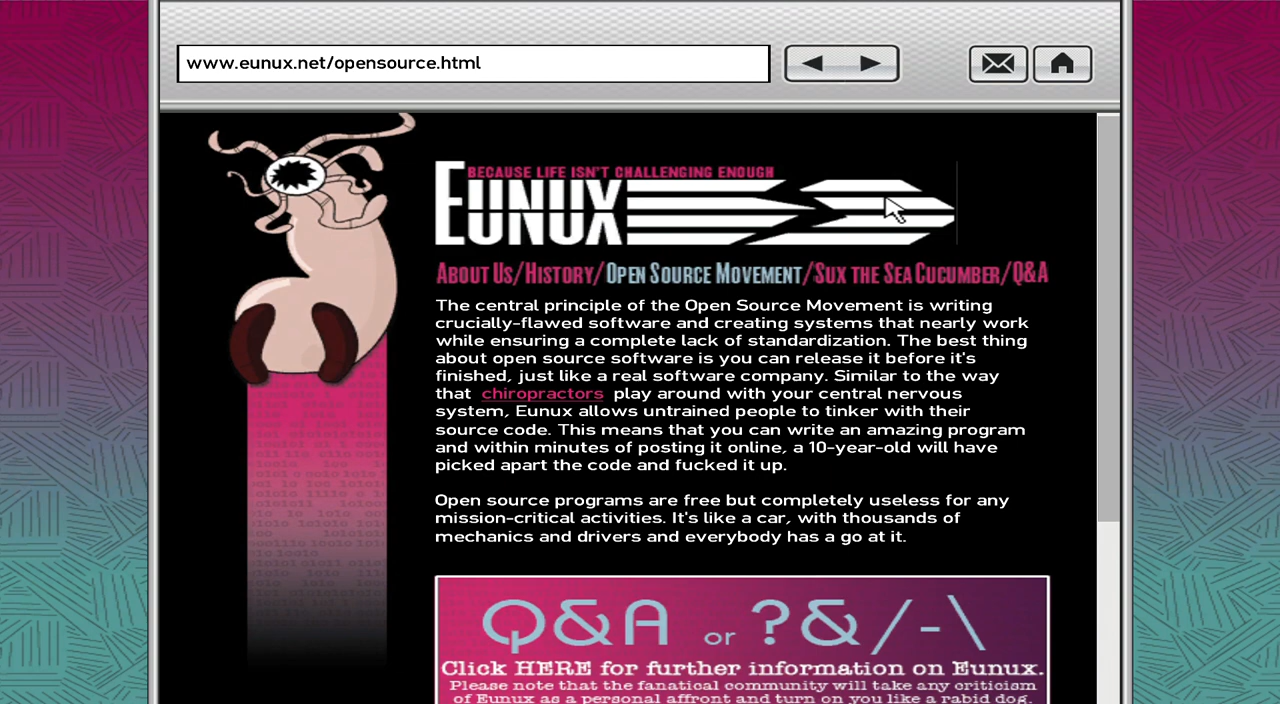 www.eunux.net/opensource.html
BECAUSE LIFE ISN'T CHALLENGING ENOUGH
EUNUX
ABOUT US/HISTORY/OPEN SOURCE MOVEMENT/SUX THE SEA CUCUMBER/Q&A
The central principle of the Open Source Movement is writing
crucially-flawed software and creating systems that nearly work
while ensuring a complete lack of standardization. The best thing
about open source software is you can release it before it's
finished, just like a real software company. Similar to the way
that chiropractors play around with your central nervous
system, Eunux allows untrained people to tinker with their
source code. This means that you can write an amazing program
and within minutes of posting it online, a 10-year-old will have
picked apart the code and fucked it up.
Open source programs are free but completely useless for any
mission-critical activities. It's like a car, with thousands of
mechanics and drivers and everybody has a go at it.
Q&A or ?&/-\
Click HERE for further information on Eunux.
Please note that the fanatical community will take any criticism
of Eunux as a personal affront and turn on you like a rabid dog.